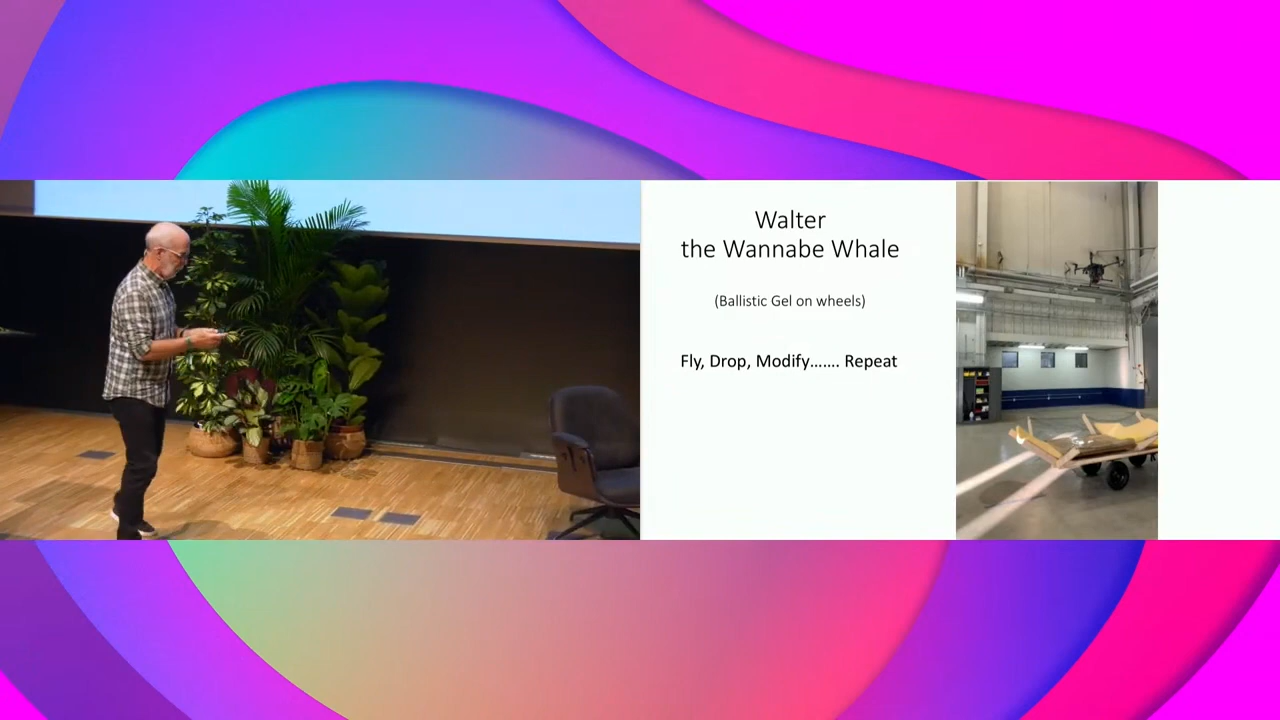 Walter
the Wannabe Whale
(Ballistic Gel on wheels)
Fly, Drop, Modify....... Repeat